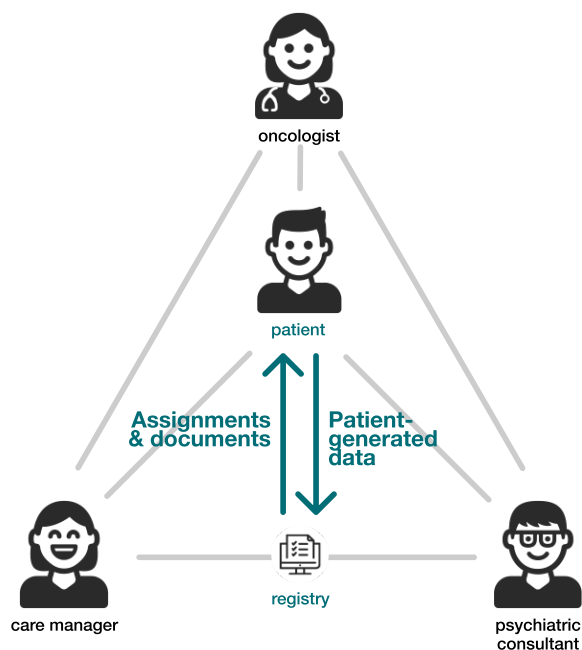 oncologist
patient
Assignments
& documents
Patient-
generated
data
registry
care manager
psychiatric
consultant